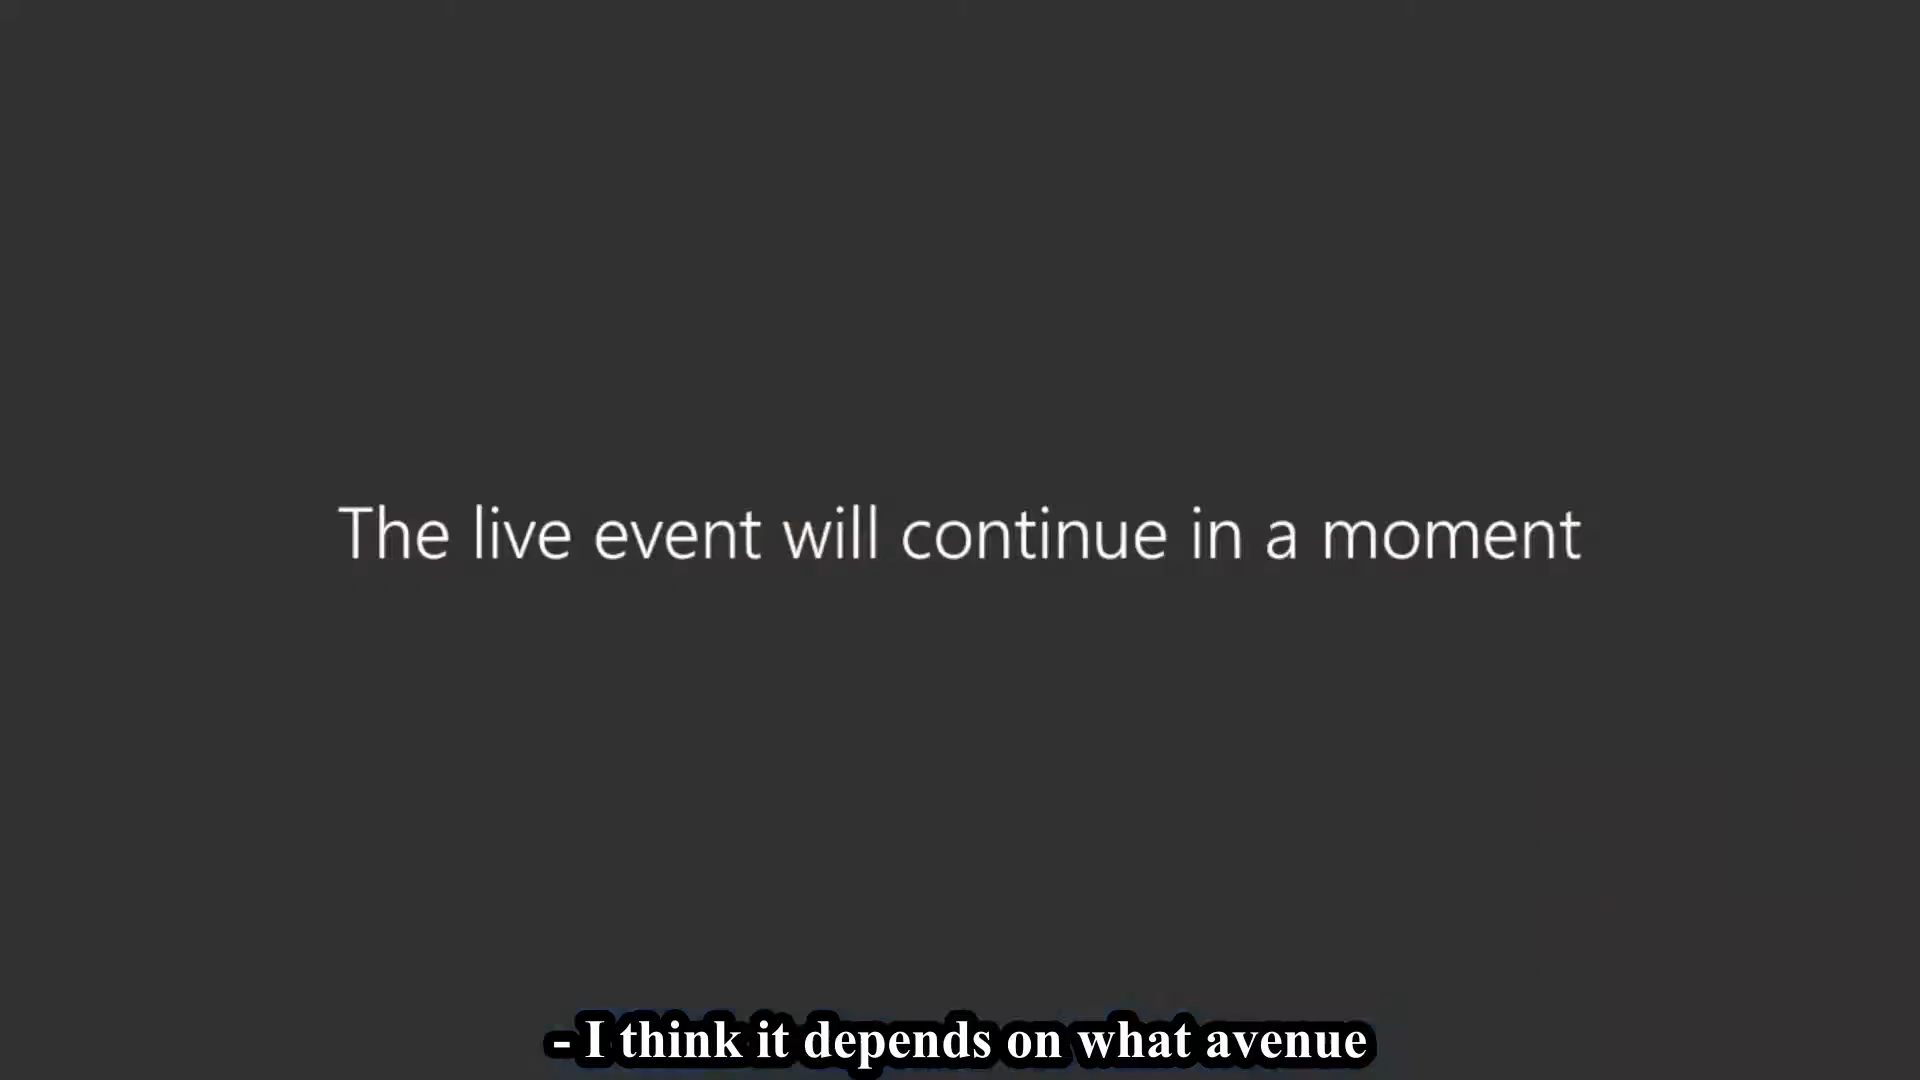 The live event will continue in a moment
- I think it depends on what avenue